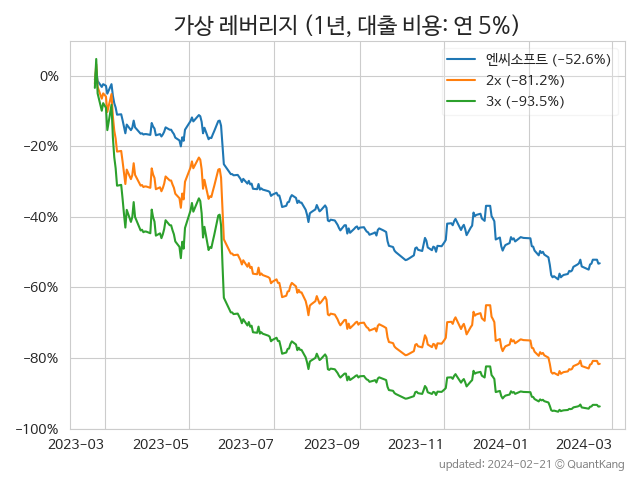 가상 레버리지 (1년, 대출 비용: 연 5%)
엔씨소프트 (−52.6%)
2x (−81.2%)
3x (−93.5%)
0%
−20%
−40%
−60%
−80%
−100%
2023-03 2023-05 2023-07 2023-09 2023-11 2024-01 2024-03
updated: 2024-02-21 © QuantKang